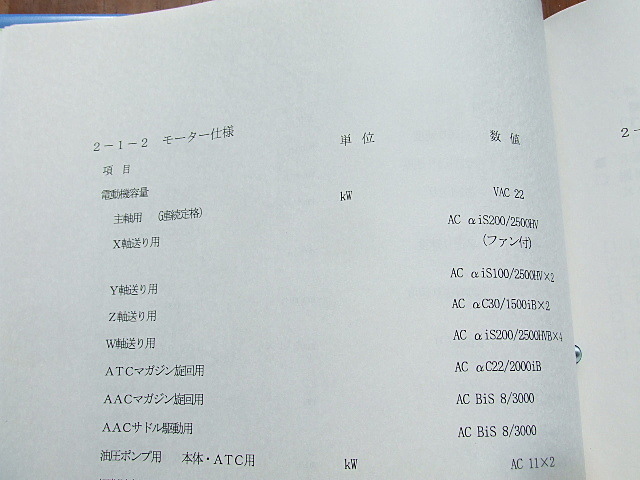 2-1-2 モーター仕様
項 目 単 位 数 値
電動機容量
主軸用 (連続定格) kW VAC 22
X軸送り用 AC αiS200/2500HV
(ファン付)
Y軸送り用 AC αiS100/2500HV×2
Z軸送り用 AC αC30/1500iB×2
W軸送り用 AC αiS200/2500HVB×4
ATCマガジン旋回用 AC αC22/2000iB
AACマガジン旋回用 AC BiS 8/3000
AACサドル駆動用 AC BiS 8/3000
油圧ポンプ用 本体・ATC用 kW AC 11×2
2-